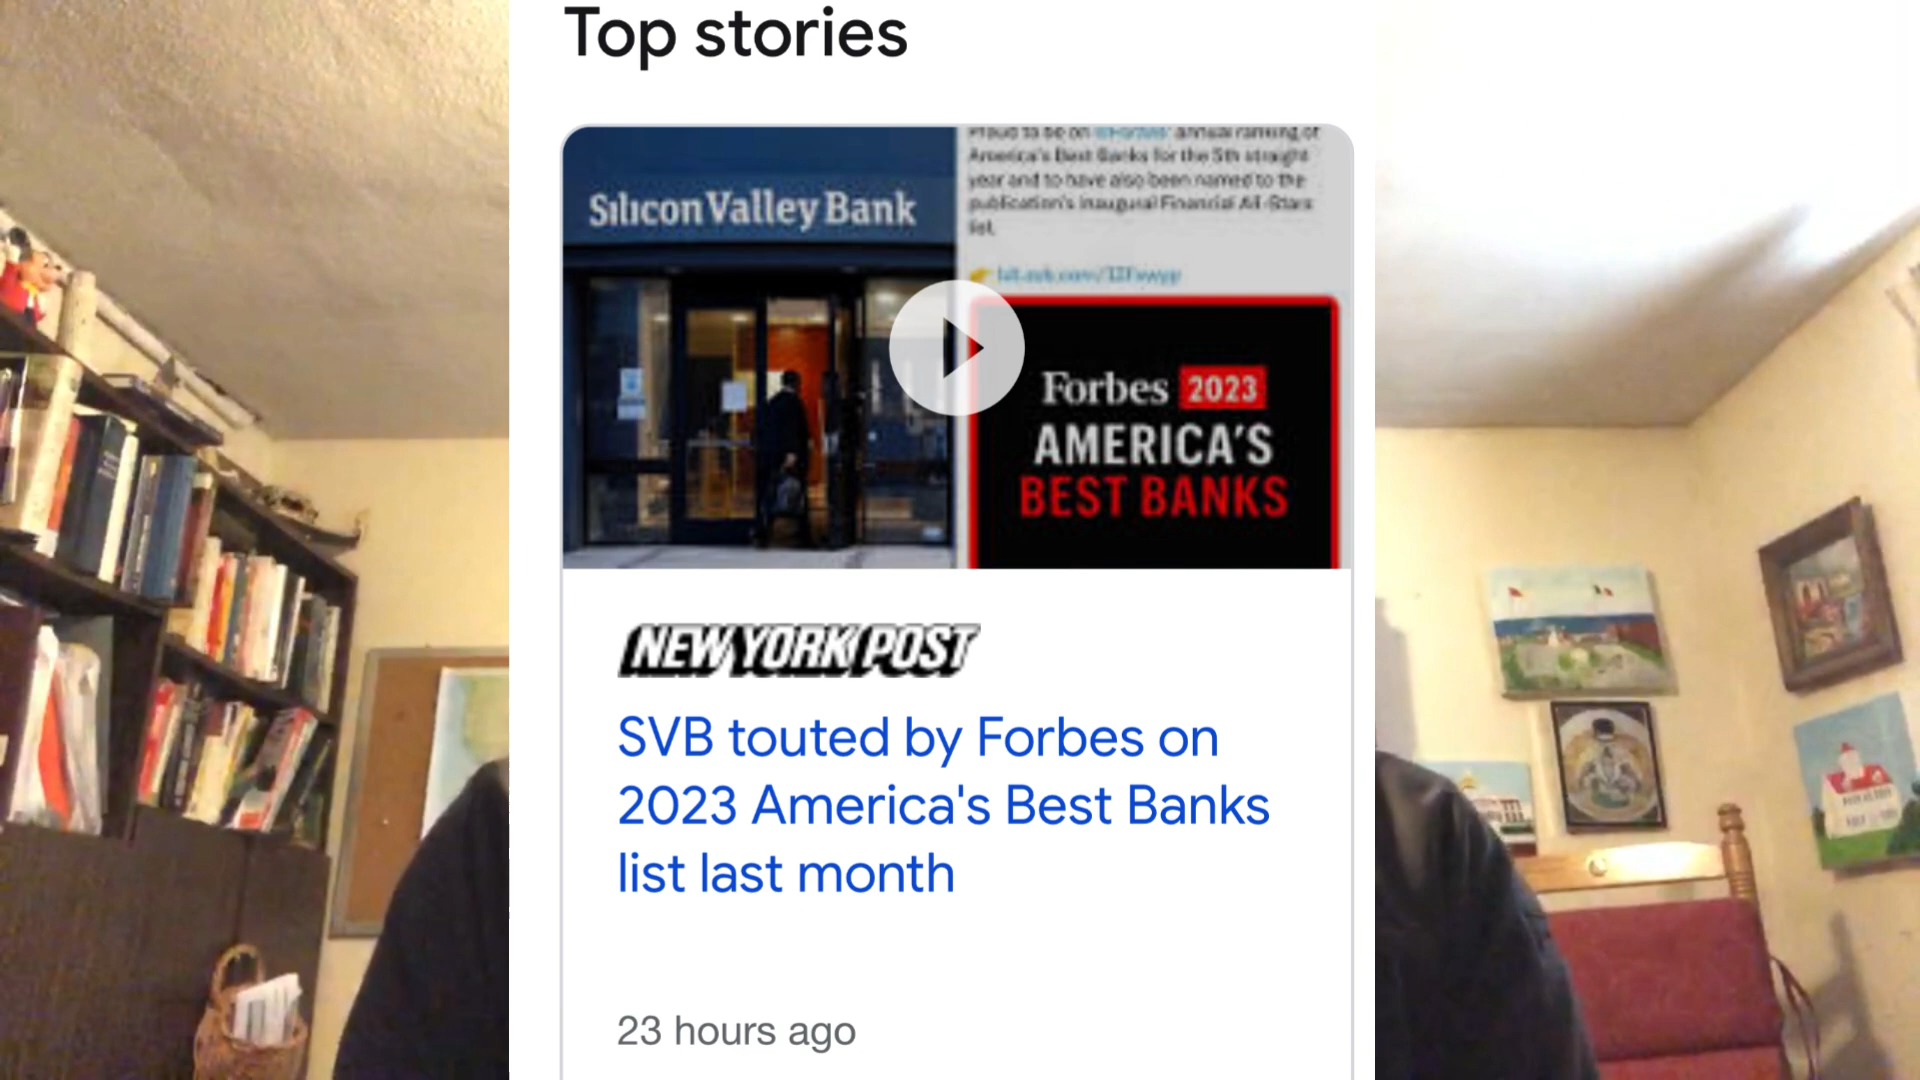 Top stories
Silicon Valley Bank
Proud to be on @Forbes' annual ranking of
America's Best Banks for the 5th straight
year and to have also been named to the
publication's inaugural Financial All-Stars
list.
Forbes 2023
AMERICA'S
BEST BANKS
NEW YORK POST
SVB touted by Forbes on
2023 America's Best Banks
list last month
23 hours ago